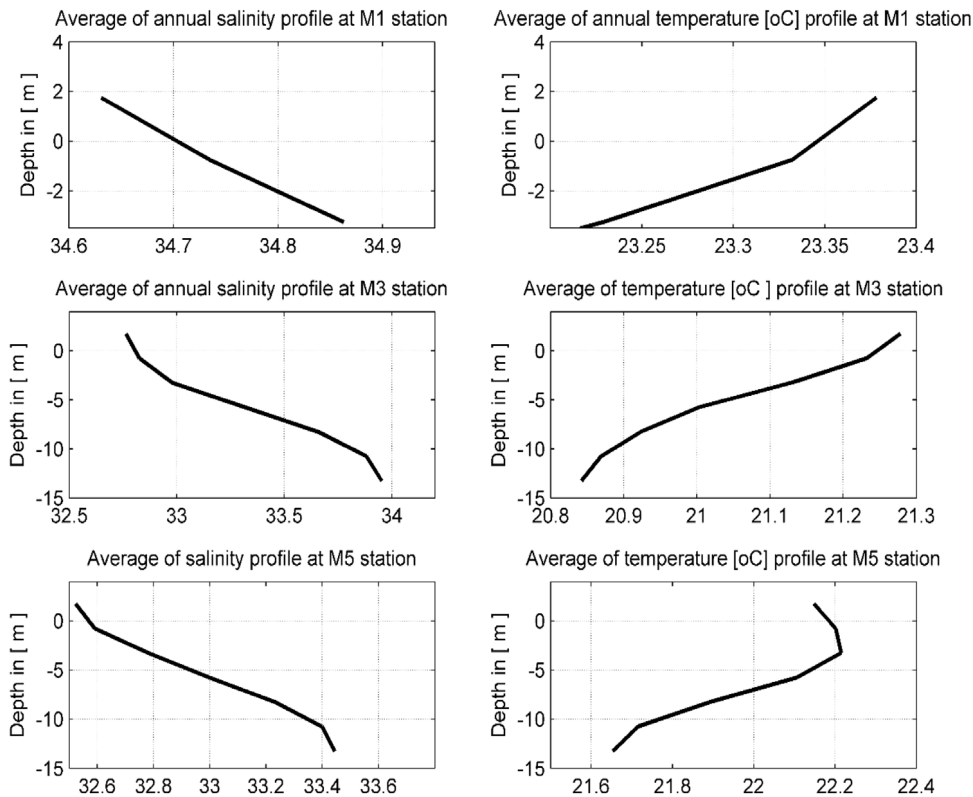 Average of annual salinity profile at M1 station
Depth in [ m ]
4
2
0
-2
34.6 34.7 34.8 34.9
Average of annual temperature [oC] profile at M1 station
Depth in [ m ]
4
2
0
-2
23.25 23.3 23.35 23.4
Average of annual salinity profile at M3 station
Depth in [ m ]
0
-5
-10
-15
32.5 33 33.5 34
Average of temperature [oC ] profile at M3 station
Depth in [ m ]
0
-5
-10
-15
20.8 20.9 21 21.1 21.2 21.3
Average of salinity profile at M5 station
Depth in [ m ]
0
-5
-10
-15
32.6 32.8 33 33.2 33.4 33.6
Average of temperature [oC] profile at M5 station
Depth in [ m ]
0
-5
-10
-15
21.6 21.8 22 22.2 22.4